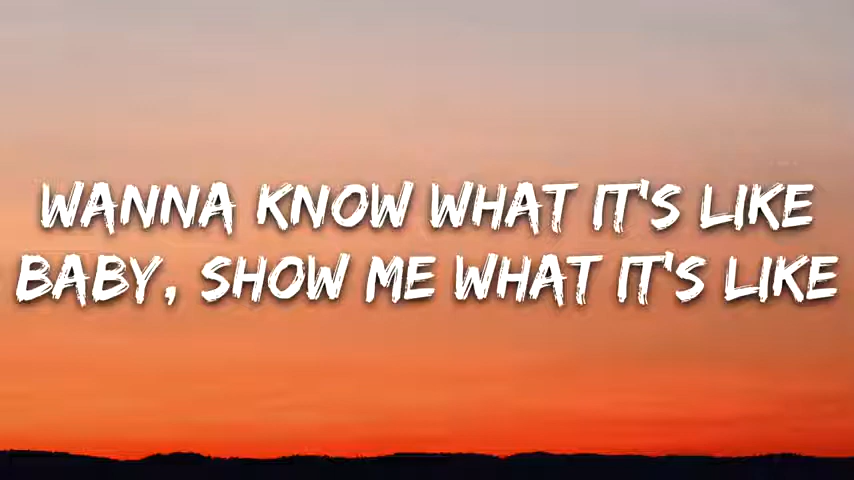 WANNA KNOW WHAT IT'S LIKE
BABY, SHOW ME WHAT IT'S LIKE